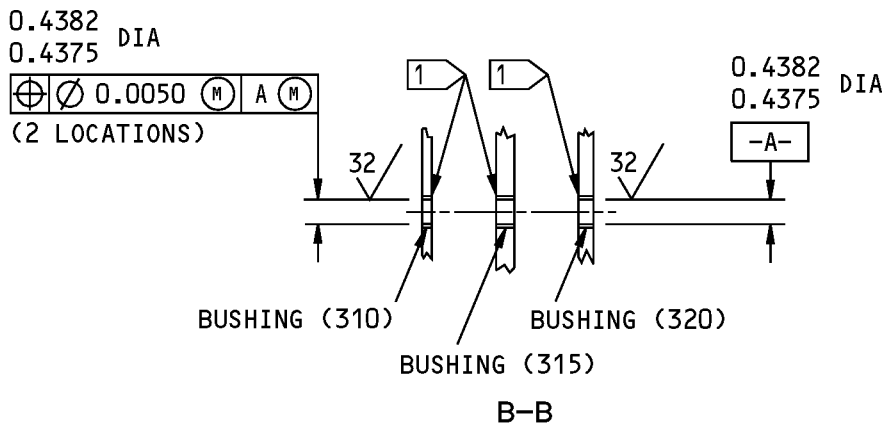 0.4382
0.4375 DIA
⌖ ⌀ 0.0050 Ⓜ A Ⓜ
(2 LOCATIONS)
32
1
1
32
0.4382
0.4375 DIA
-A-
BUSHING (310)
BUSHING (315)
BUSHING (320)
B-B